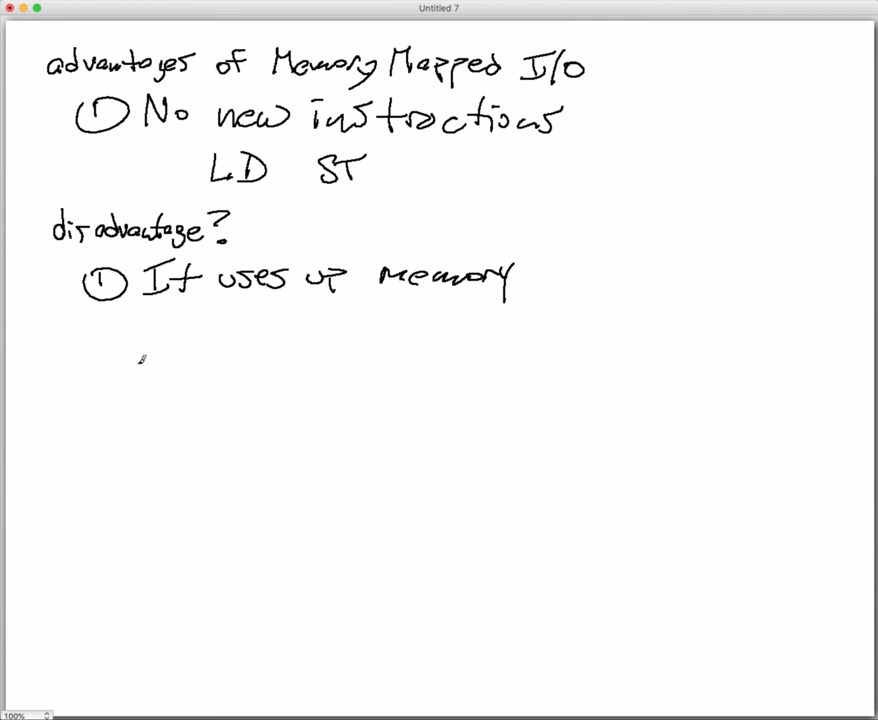 Untitled 7
advantages of Memory Mapped I/O
① No new instructions
LD ST
disadvantage?
① It uses up memory
100%